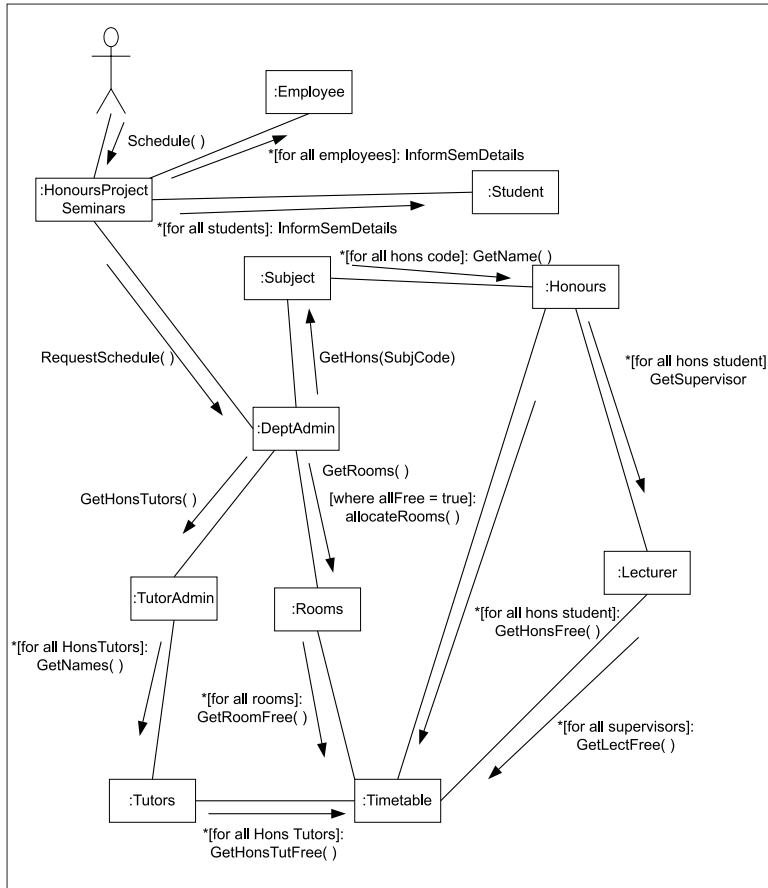 :Employee
Schedule( )
*[for all employees]: InformSemDetails
:HonoursProject
Seminars
:Student
*[for all students]: InformSemDetails
*[for all hons code]: GetName( )
:Subject
:Honours
RequestSchedule( )
GetHons(SubjCode)
*[for all hons student]
GetSupervisor
:DeptAdmin
GetRooms( )
GetHonsTutors( )
[where allFree = true]:
allocateRooms( )
:TutorAdmin
:Rooms
:Lecturer
*[for all hons student]:
GetHonsFree( )
*[for all HonsTutors]:
GetNames( )
*[for all rooms]:
GetRoomFree( )
*[for all supervisors]:
GetLectFree( )
:Tutors
:Timetable
*[for all Hons Tutors]:
GetHonsTutFree( )